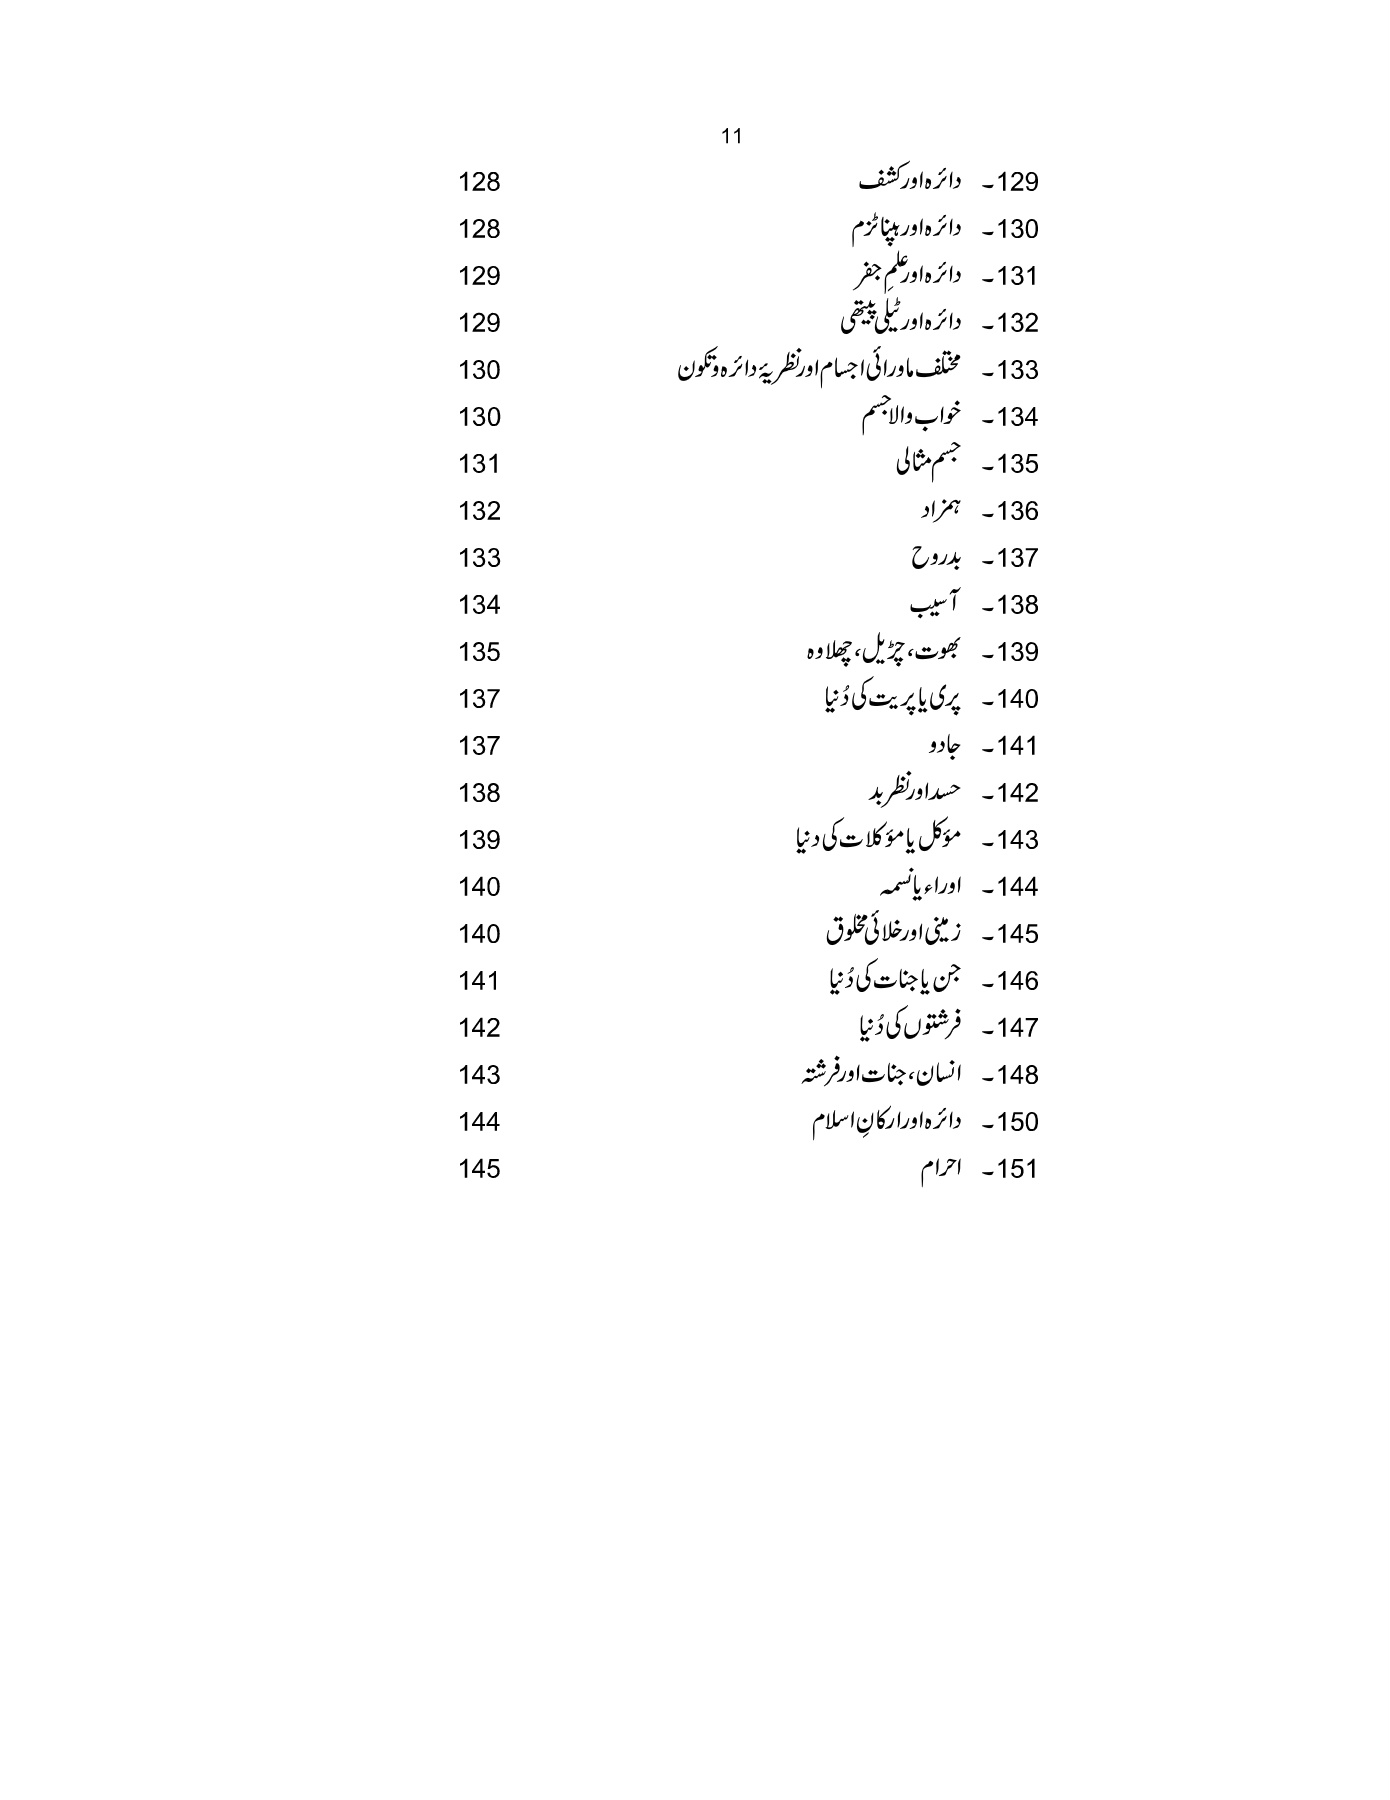 11
129۔ دائرہ اور کشف 128
130۔ دائرہ اور ہپناٹزم 128
131۔ دائرہ اور علمِ جفر 129
132۔ دائرہ اور ٹیلی پیتھی 129
133۔ مختلف ماورائی اجسام اور نظریۂ دائرہ و تکون 130
134۔ خواب والا جسم 130
135۔ جسم مثالی 131
136۔ ہمزاد 132
137۔ بدروح 133
138۔ آسیب 134
139۔ بھوت، چڑیل، چھلاوہ 135
140۔ پری یا پریت کی دُنیا 137
141۔ جادو 137
142۔ حسد اور نظر بد 138
143۔ مؤکل یا مؤکلات کی دنیا 139
144۔ اوراء یا نسمہ 140
145۔ زمینی اور خلائی مخلوق 140
146۔ جن یا جنات کی دُنیا 141
147۔ فرشتوں کی دُنیا 142
148۔ انسان، جنات اور فرشتہ 143
150۔ دائرہ اور ارکانِ اسلام 144
151۔ احرام 145